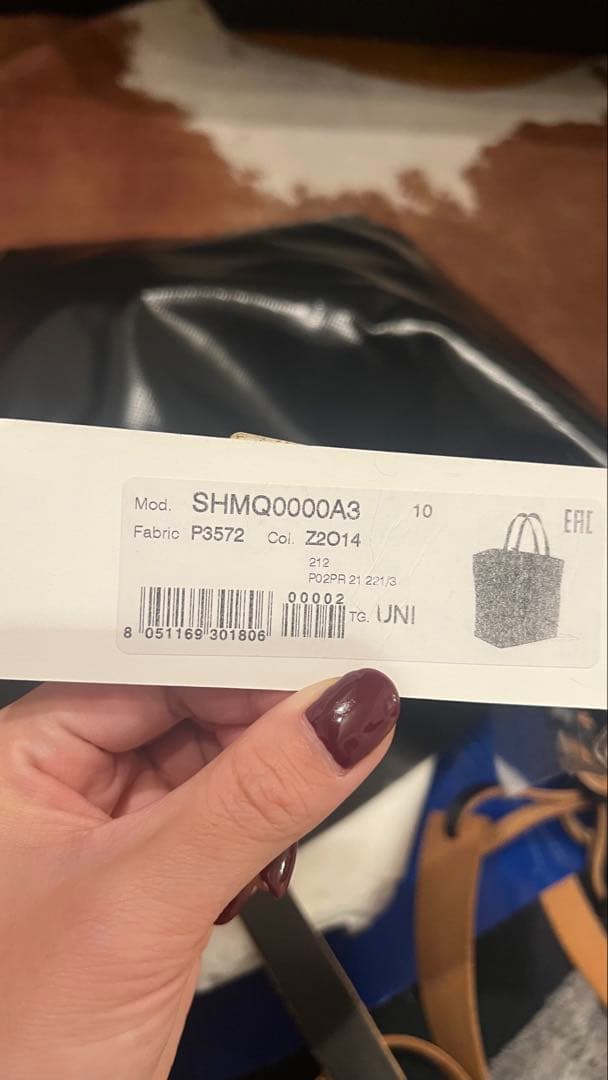 Mod. SHMQ0000A3 10
Fabric P3572 Col. Z2O14
212
P02PR 21 221/3
00002
TG. UNI
8 051169 301806
EAC